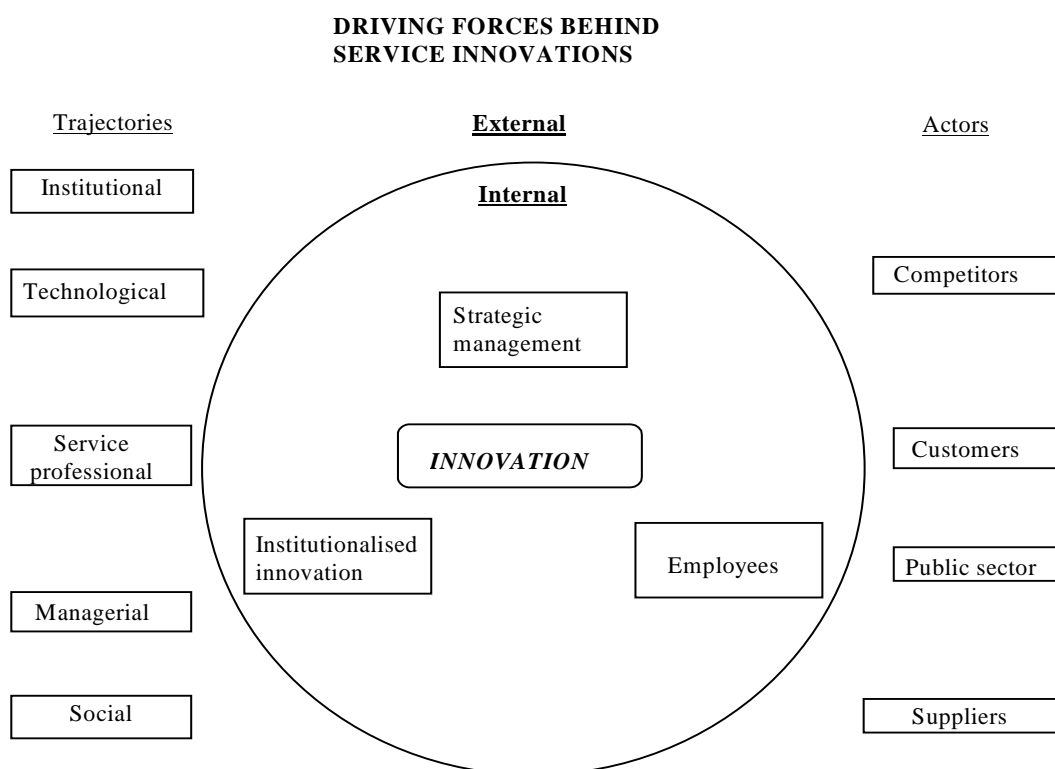 DRIVING FORCES BEHIND
SERVICE INNOVATIONS
Trajectories
External
Actors
Institutional
Internal
Technological
Competitors
Strategic
management
Service
professional
INNOVATION
Customers
Institutionalised
innovation
Employees
Public sector
Managerial
Social
Suppliers